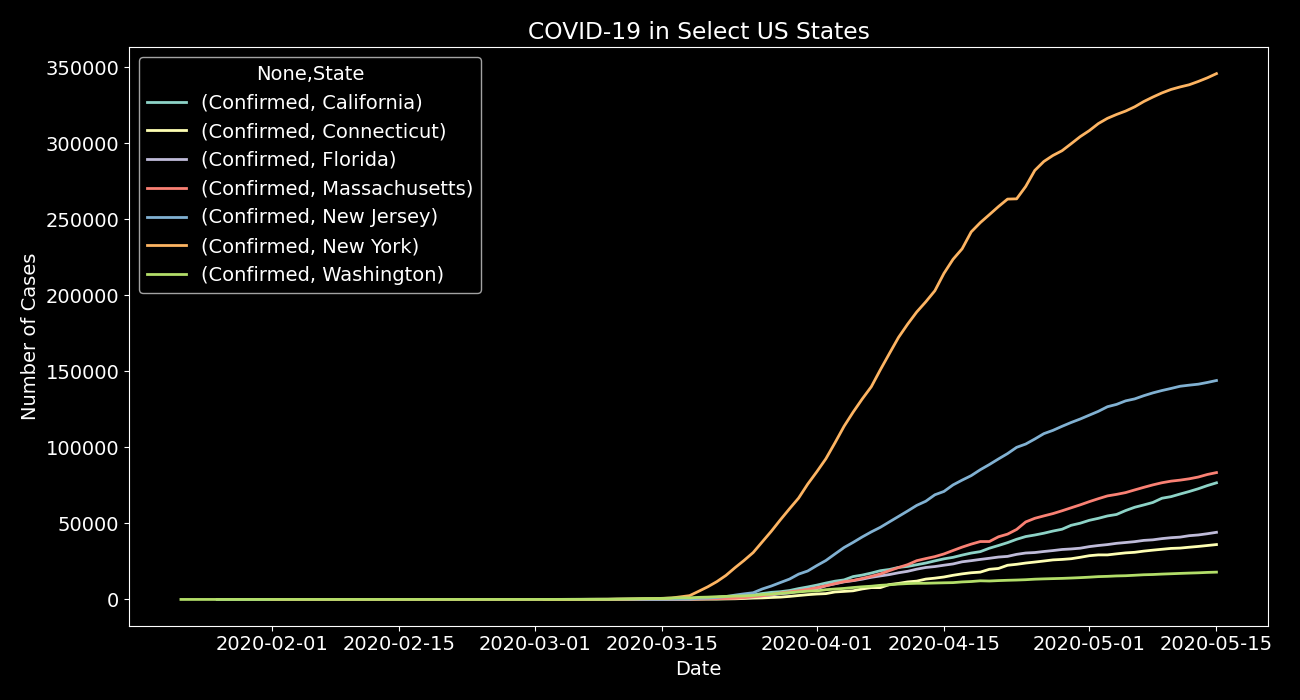 COVID-19 in Select US States
None,State
(Confirmed, California)
(Confirmed, Connecticut)
(Confirmed, Florida)
(Confirmed, Massachusetts)
(Confirmed, New Jersey)
(Confirmed, New York)
(Confirmed, Washington)
Number of Cases
350000
300000
250000
200000
150000
100000
50000
0
2020-02-01
2020-02-15
2020-03-01
2020-03-15
2020-04-01
2020-04-15
2020-05-01
2020-05-15
Date